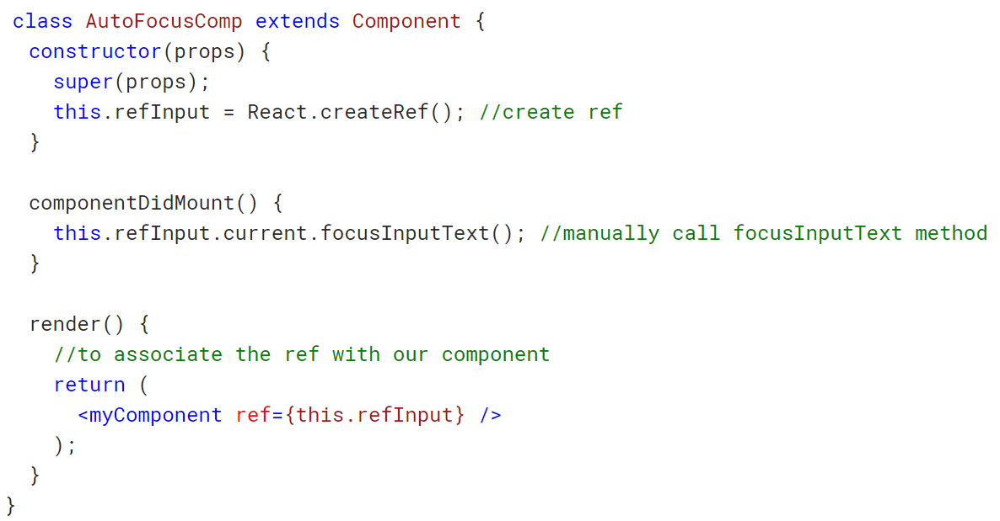 class AutoFocusComp extends Component {
constructor(props) {
super(props);
this.refInput = React.createRef(); //create ref
}
componentDidMount() {
this.refInput.current.focusInputText(); //manually call focusInputText method
}
render() {
//to associate the ref with our component
return (
<myComponent ref={this.refInput} />
);
}
}